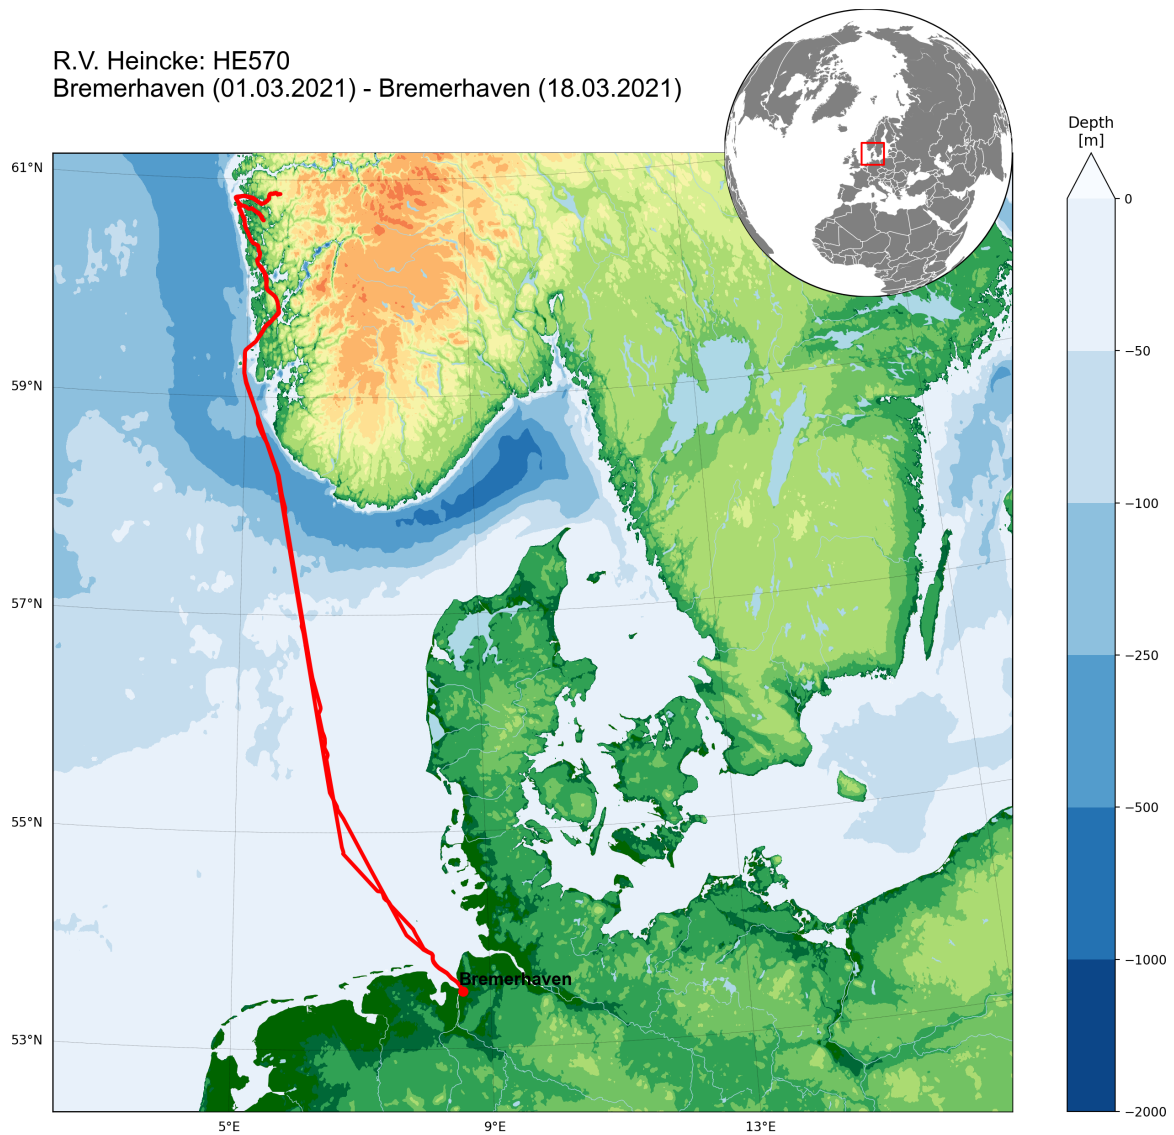 R.V. Heincke: HE570
Bremerhaven (01.03.2021) - Bremerhaven (18.03.2021)
Depth
[m]
0
−50
−100
−250
−500
−1000
−2000
61°N
59°N
57°N
55°N
53°N
Bremerhaven
5°E
9°E
13°E